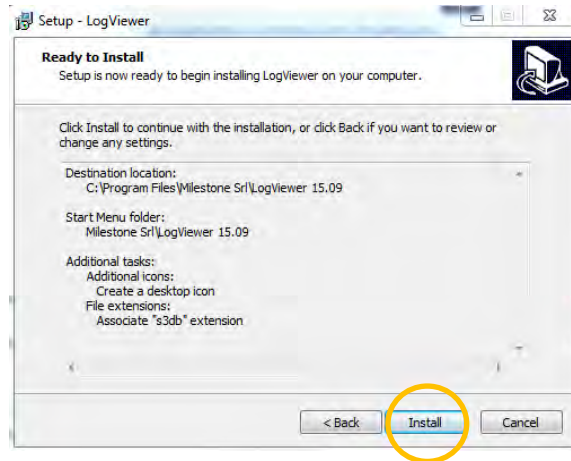 Setup - LogViewer
Ready to Install
Setup is now ready to begin installing LogViewer on your computer.
Click Install to continue with the installation, or click Back if you want to review or
change any settings.
Destination location:
C:\Program Files\Milestone Srl\LogViewer 15.09
Start Menu folder:
Milestone Srl\LogViewer 15.09
Additional tasks:
Additional icons:
Create a desktop icon
File extensions:
Associate "s3db" extension
< Back Install Cancel